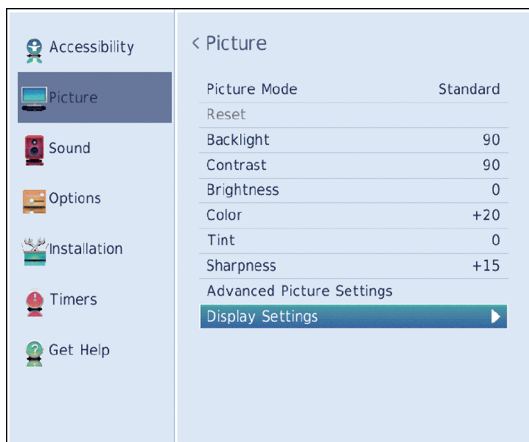 Accessibility
Picture
Sound
Options
Installation
Timers
Get Help
< Picture
Picture Mode Standard
Reset
Backlight 90
Contrast 90
Brightness 0
Color +20
Tint 0
Sharpness +15
Advanced Picture Settings
Display Settings